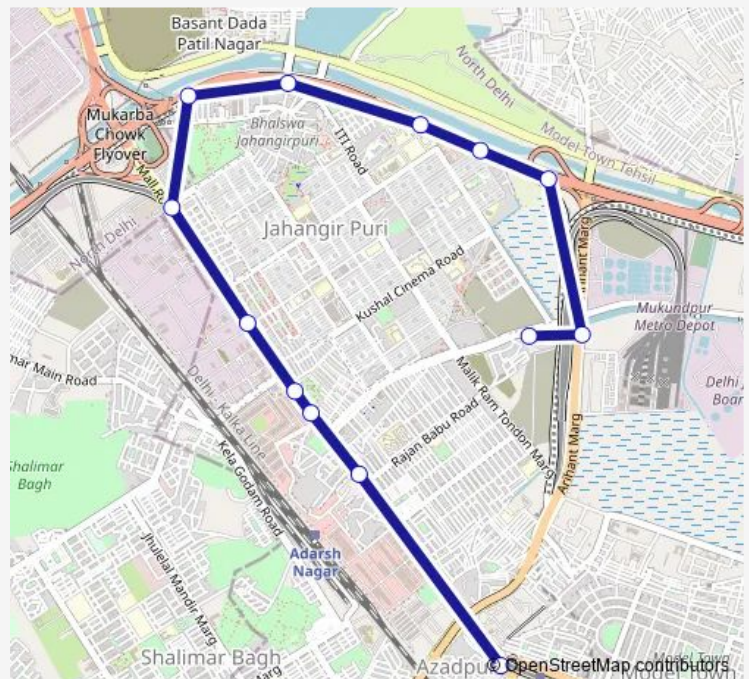 Basant Dada
Patil Nagar
North Delhi
Model Town Tehsil
Mukarba
Chowk
Flyover
Bhalswa
Jahangirpuri
ITI Road
Mall Ro
Jahangir Puri
North Delhi
Arihant Marg
Kushal Cinema Road
Mukundpur
Metro Depot
mar Main Road
Delhi - Kalka Line
Malik Ram Tondon Marg
Delhi
Boar
Rajan Babu Road
Arihant Marg
Shalimar
Bagh
Kela Godam Road
Adarsh
Nagar
Jhulelal Mandir Marg
Shalimar Bagh
Azadpu
© OpenStreetMap contributors
Model Town